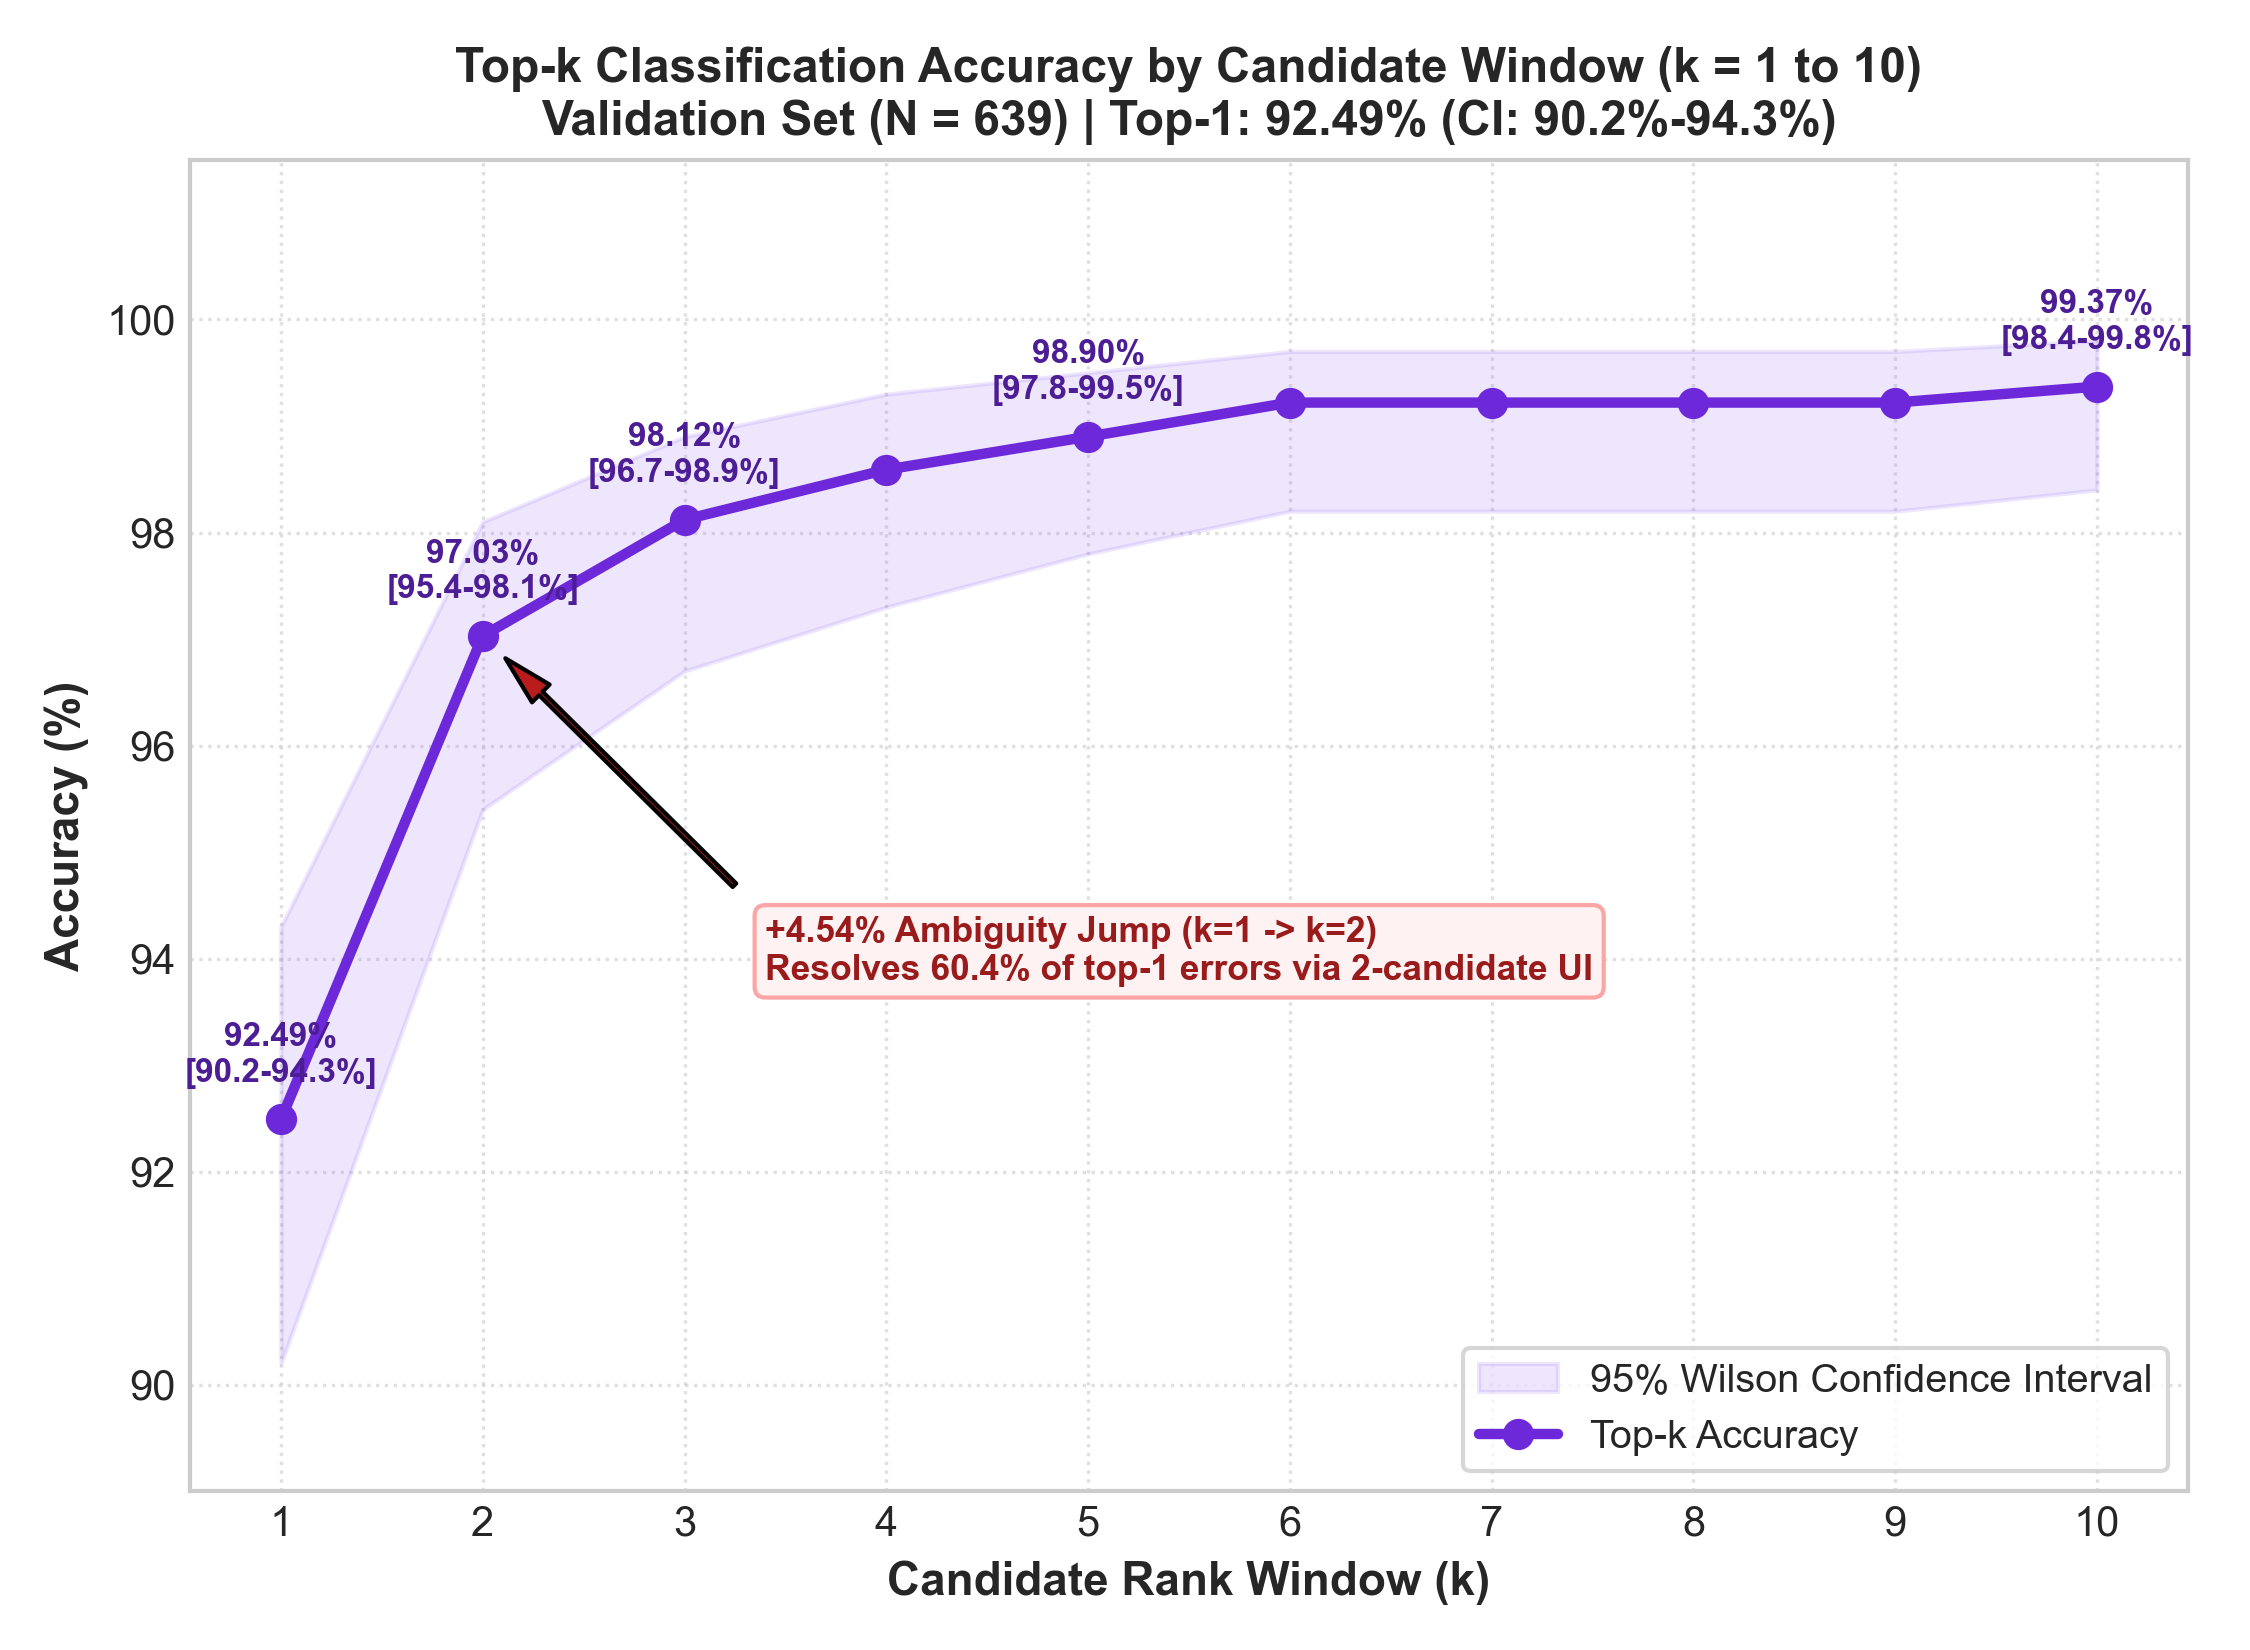 Top-k Classification Accuracy by Candidate Window (k = 1 to 10)
Validation Set (N = 639) | Top-1: 92.49% (CI: 90.2%-94.3%)
Accuracy (%)
100
98
96
94
92
90
92.49%
[90.2-94.3%]
97.03%
[95.4-98.1%]
98.12%
[96.7-98.9%]
98.90%
[97.8-99.5%]
99.37%
[98.4-99.8%]
+4.54% Ambiguity Jump (k=1 -> k=2)
Resolves 60.4% of top-1 errors via 2-candidate UI
95% Wilson Confidence Interval
Top-k Accuracy
1 2 3 4 5 6 7 8 9 10
Candidate Rank Window (k)